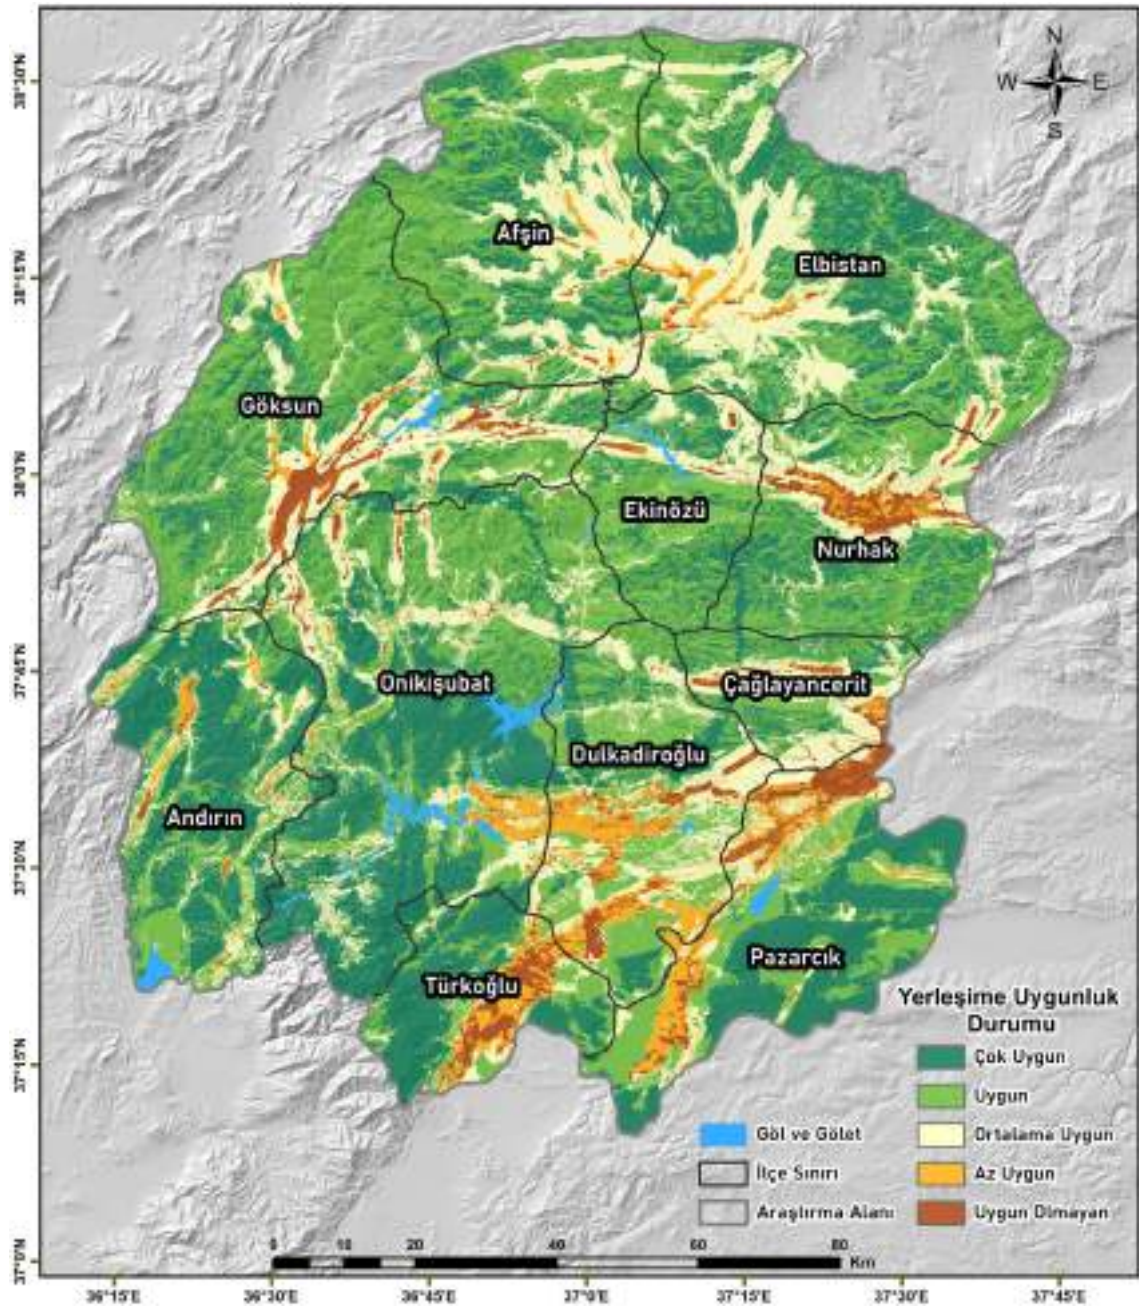 N
W E
S
38°30'N
38°15'N
38°0'N
37°45'N
37°30'N
37°15'N
37°0'N
Afşin
Elbistan
Göksun
Ekinözü
Nurhak
Onikişubat
Çağlayancerit
Dulkadiroğlu
Andırın
Pazarcık
Türkoğlu
Yerleşime Uygunluk
Durumu
Çok Uygun
Uygun
Ortalama Uygun
Az Uygun
Uygun Olmayan
Göl ve Gölet
İlçe Sınırı
Araştırma Alanı
0 10 20 40 60 80
Km
36°15'E 36°30'E 36°45'E 37°0'E 37°15'E 37°30'E 37°45'E